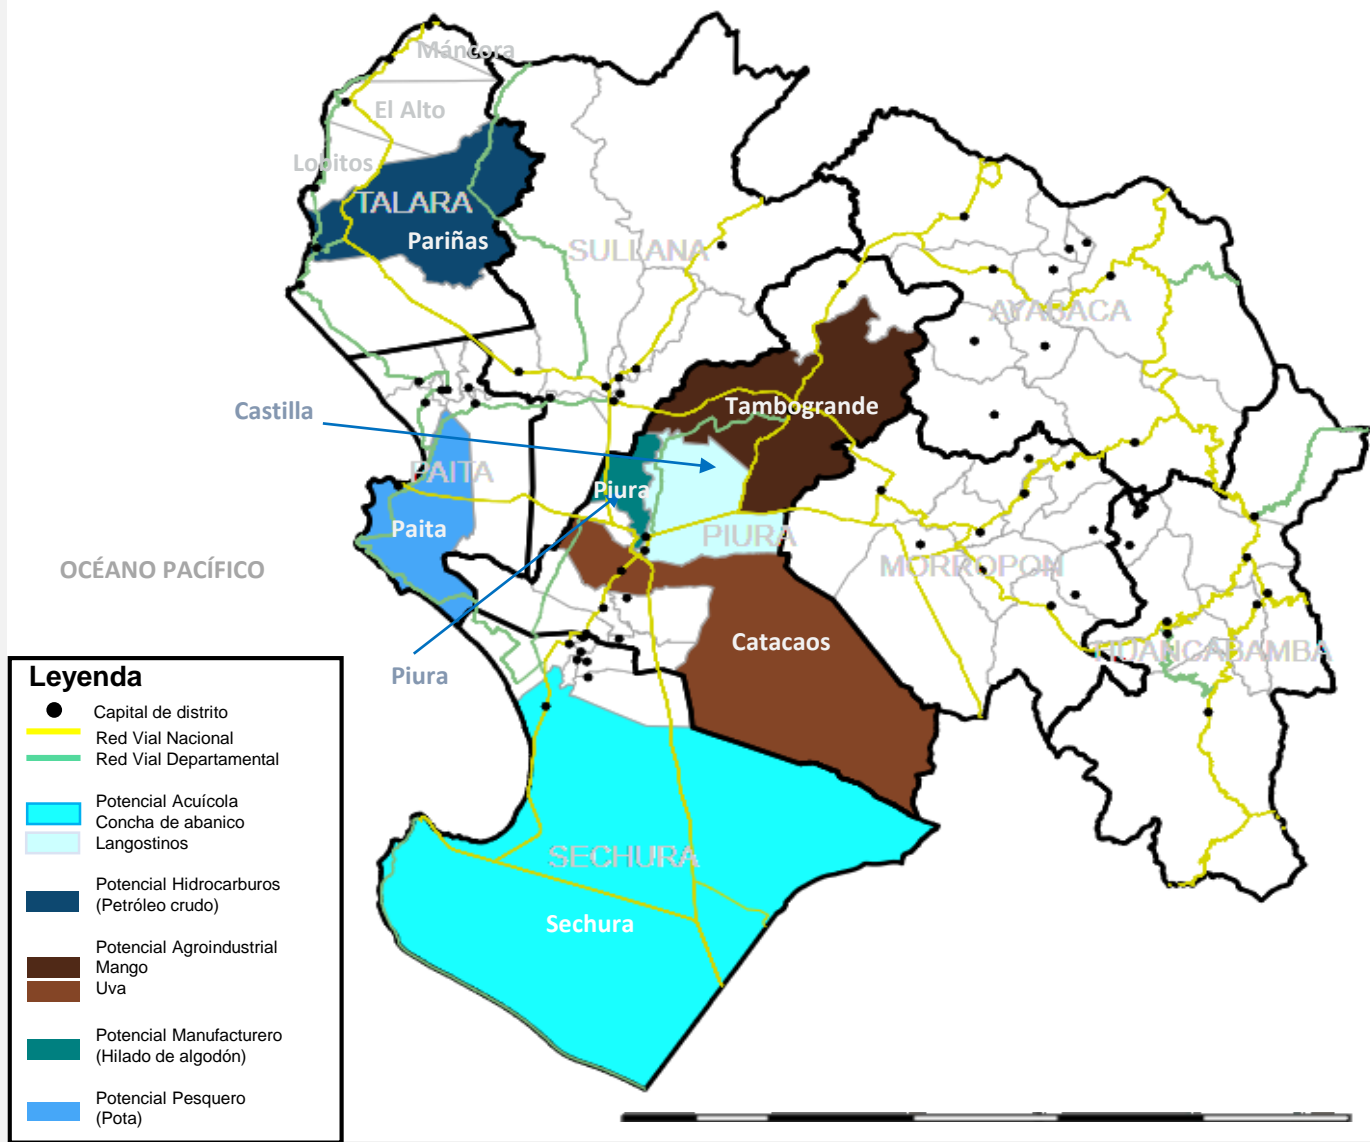 Máncora
El Alto
Lobitos
TALARA
Pariñas
SULLANA
AYABACA
Castilla
Tambogrande
PAITA
Piura
Paita
PIURA
OCÉANO PACÍFICO
MORROPON
Catacaos
HUANCABAMBA
Piura
SECHURA
Sechura
Leyenda
Capital de distrito
Red Vial Nacional
Red Vial Departamental
Potencial Acuícola
Concha de abanico
Langostinos
Potencial Hidrocarburos
(Petróleo crudo)
Potencial Agroindustrial
Mango
Uva
Potencial Manufacturero
(Hilado de algodón)
Potencial Pesquero
(Pota)